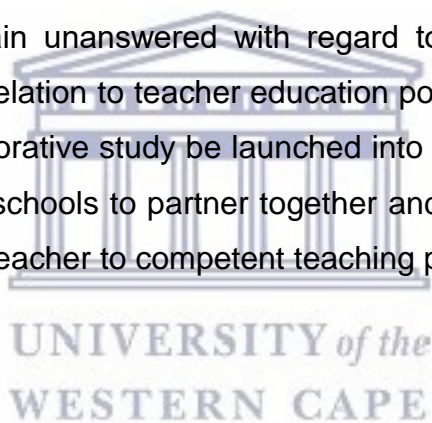 ain unanswered with regard to
elation to teacher education po
orative study be launched into
schools to partner together and
eacher to competent teaching p
UNIVERSITY of the
WESTERN CAPE